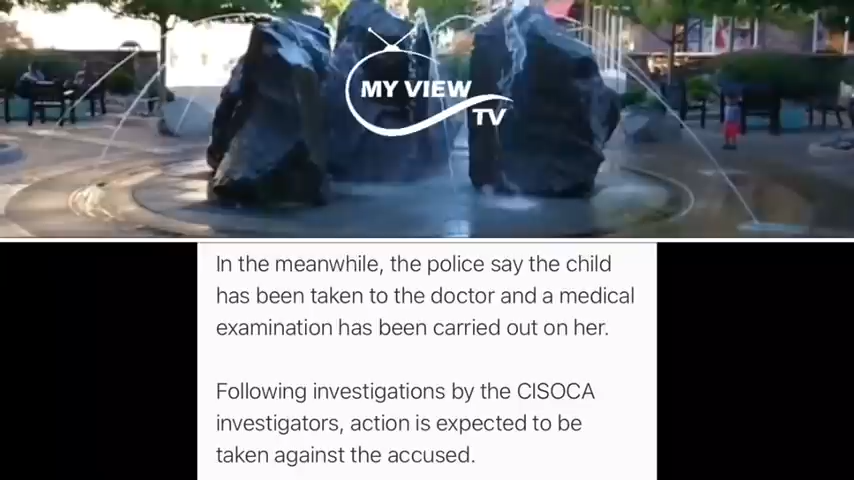 MY VIEW
TV
In the meanwhile, the police say the child
has been taken to the doctor and a medical
examination has been carried out on her.
Following investigations by the CISOCA
investigators, action is expected to be
taken against the accused.